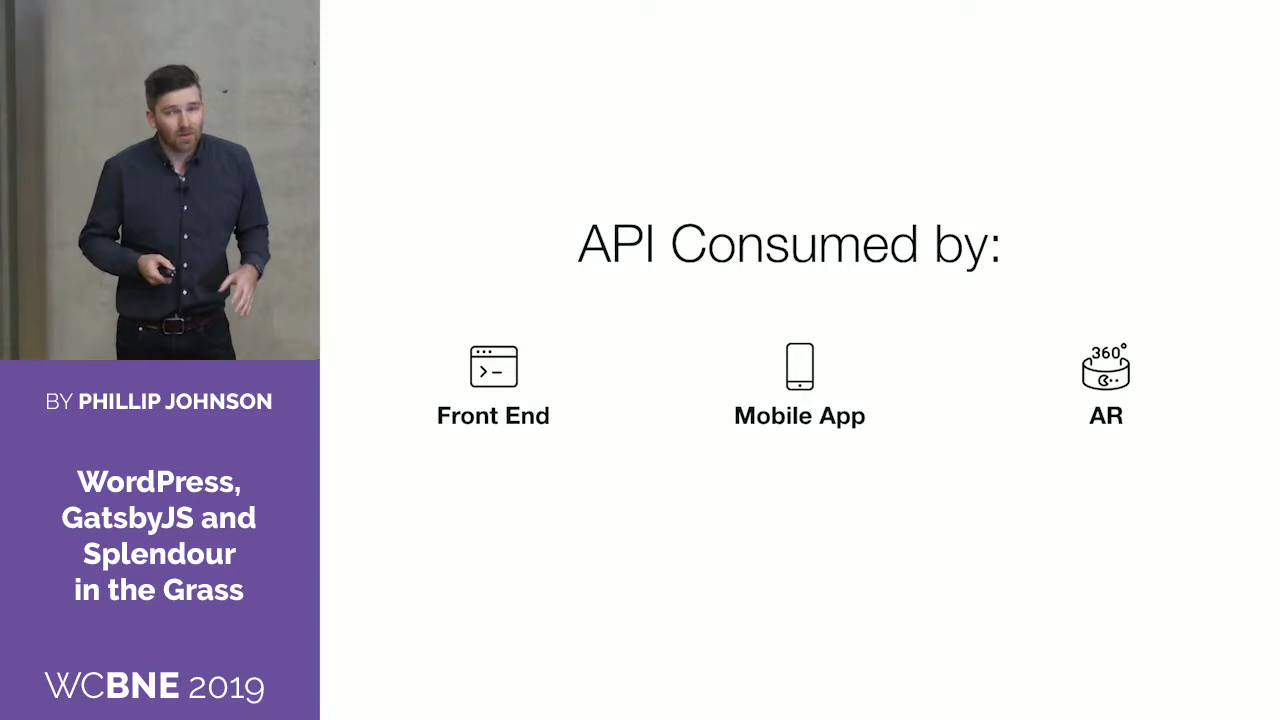 BY PHILLIP JOHNSON
WordPress,
GatsbyJS and
Splendour
in the Grass
WCBNE 2019
API Consumed by:
360°
Front End
Mobile App
AR